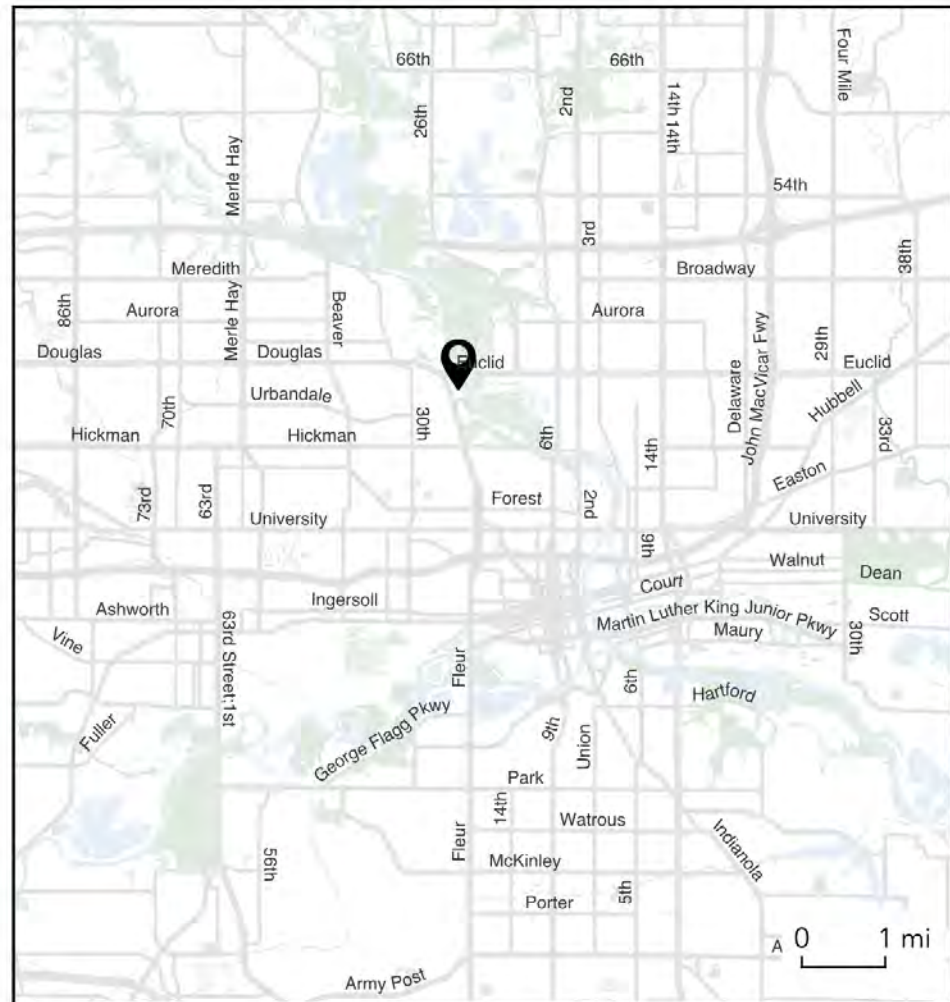 66th
66th
Four Mile
26th
2nd
14th
14th
Merle Hay
54th
3rd
38th
Meredith
Broadway
86th
Aurora
Beaver
Aurora
Merle Hay
John MacVicar Fwy
29th
Douglas
Douglas
Euclid
Euclid
Delaware
Hubbell
Urbandale
70th
30th
6th
14th
33rd
Hickman
Hickman
Easton
73rd
63rd
Forest
2nd
University
University
9th
Walnut
Court
Dean
Ingersoll
Ashworth
Scott
Martin Luther King Junior Pkwy
Maury
30th
Vine
63rd Street;1st
Fleur
6th
Hartford
Fuller
George Flagg Pkwy
9th
Union
Park
14th
Watrous
Indianola
Fleur
56th
McKinley
5th
Porter
A
0 1 mi
Army Post